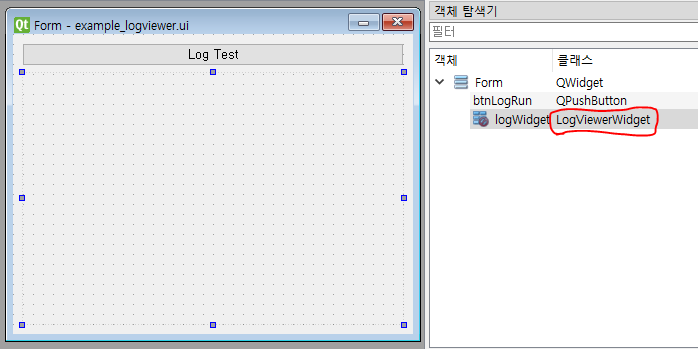 Qt Form - example_logviewer.ui
Log Test
객체 탐색기
필터
객체 클래스
Form QWidget
btnLogRun QPushButton
logWidget LogViewerWidget